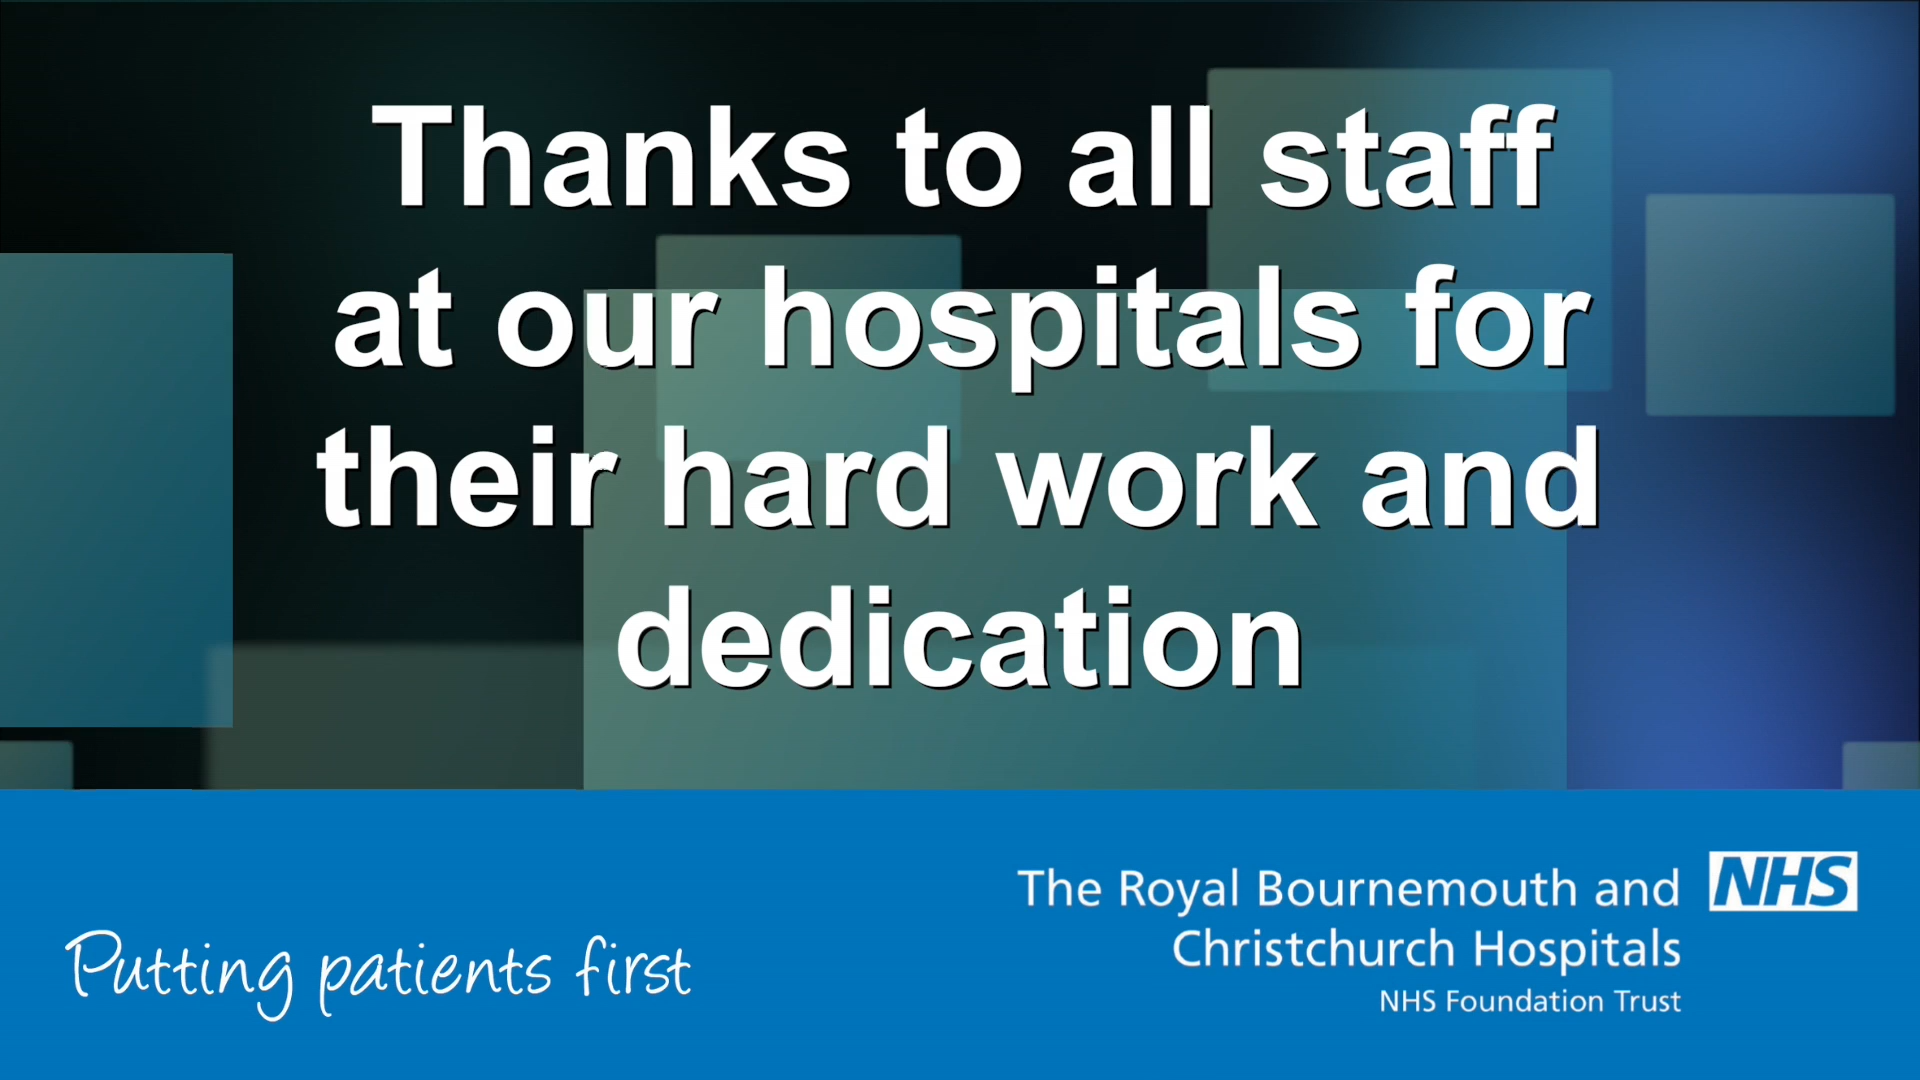 Thanks to all staff
at our hospitals for
their hard work and
dedication
Putting patients first
The Royal Bournemouth and NHS
Christchurch Hospitals
NHS Foundation Trust